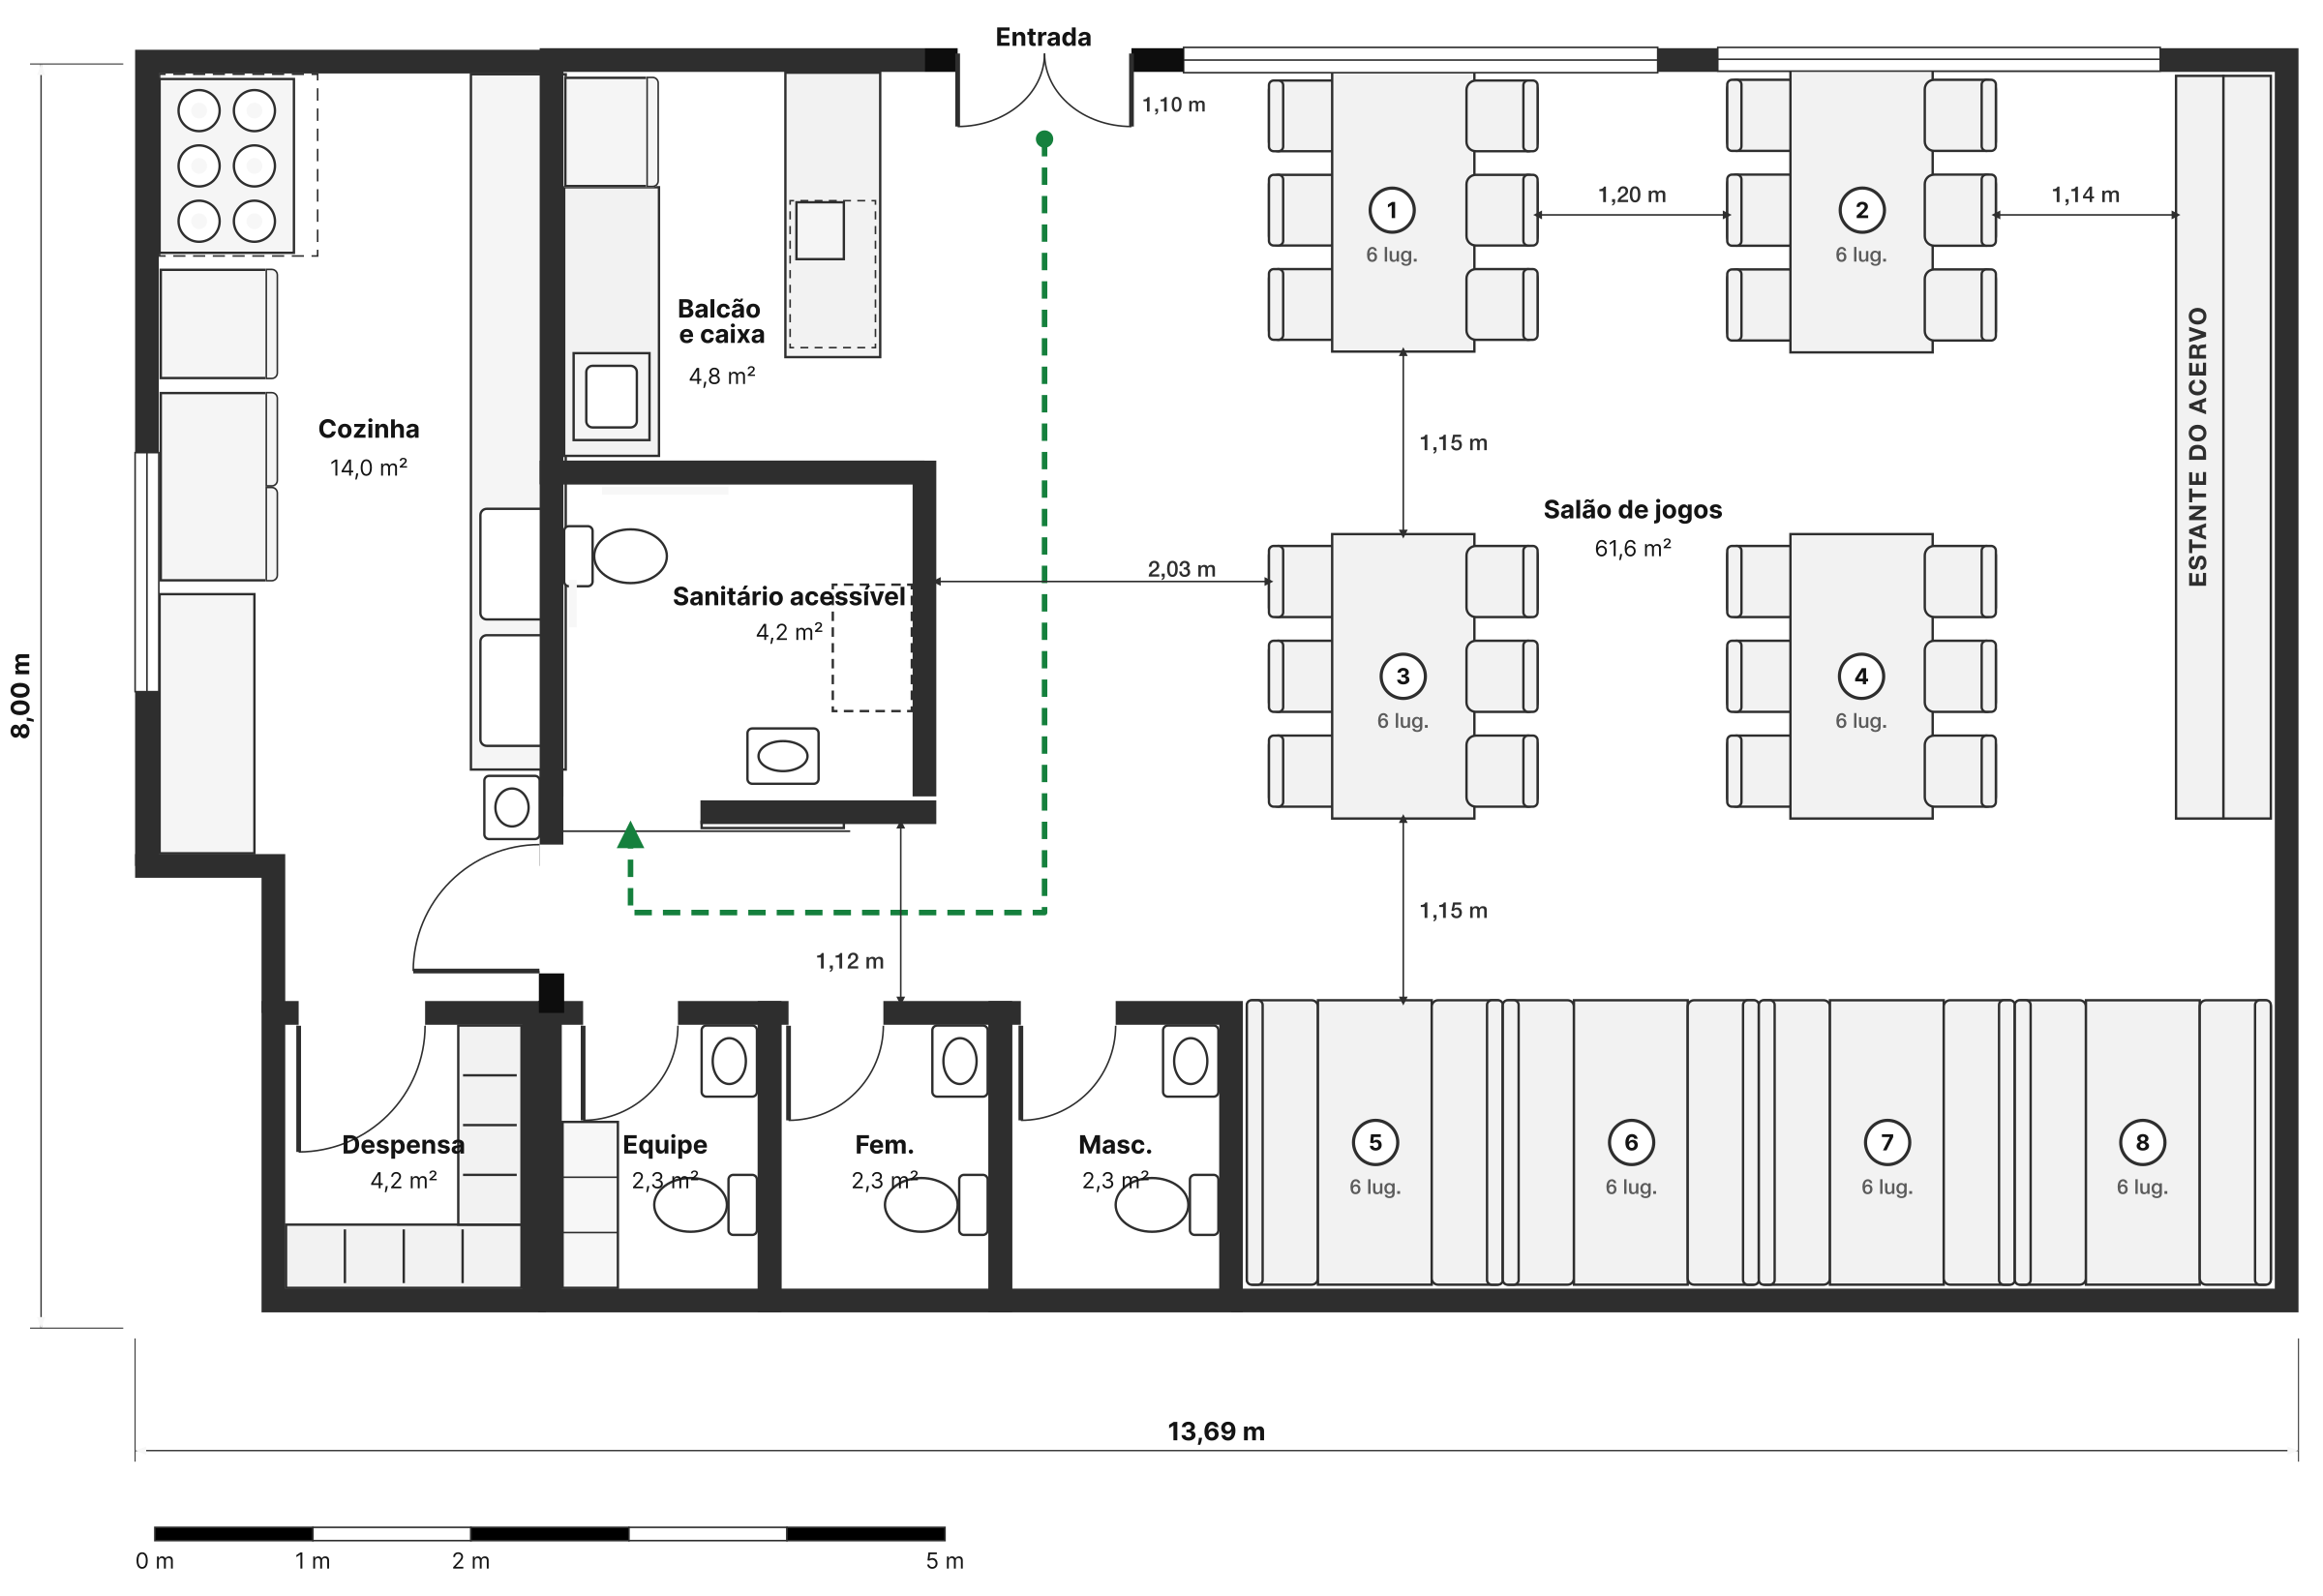 Entrada
1,10 m
1
6 lug.
1,20 m
2
6 lug.
1,14 m
Balcão
e caixa
4,8 m²
ESTANTE DO ACERVO
Cozinha
14,0 m²
1,15 m
Salão de jogos
61,6 m²
2,03 m
Sanitário acessível
4,2 m²
8,00 m
3
6 lug.
4
6 lug.
1,12 m
1,15 m
Despensa
4,2 m²
Equipe
2,3 m²
Fem.
2,3 m²
Masc.
2,3 m²
5
6 lug.
6
6 lug.
7
6 lug.
8
6 lug.
13,69 m
0 m
1 m
2 m
5 m